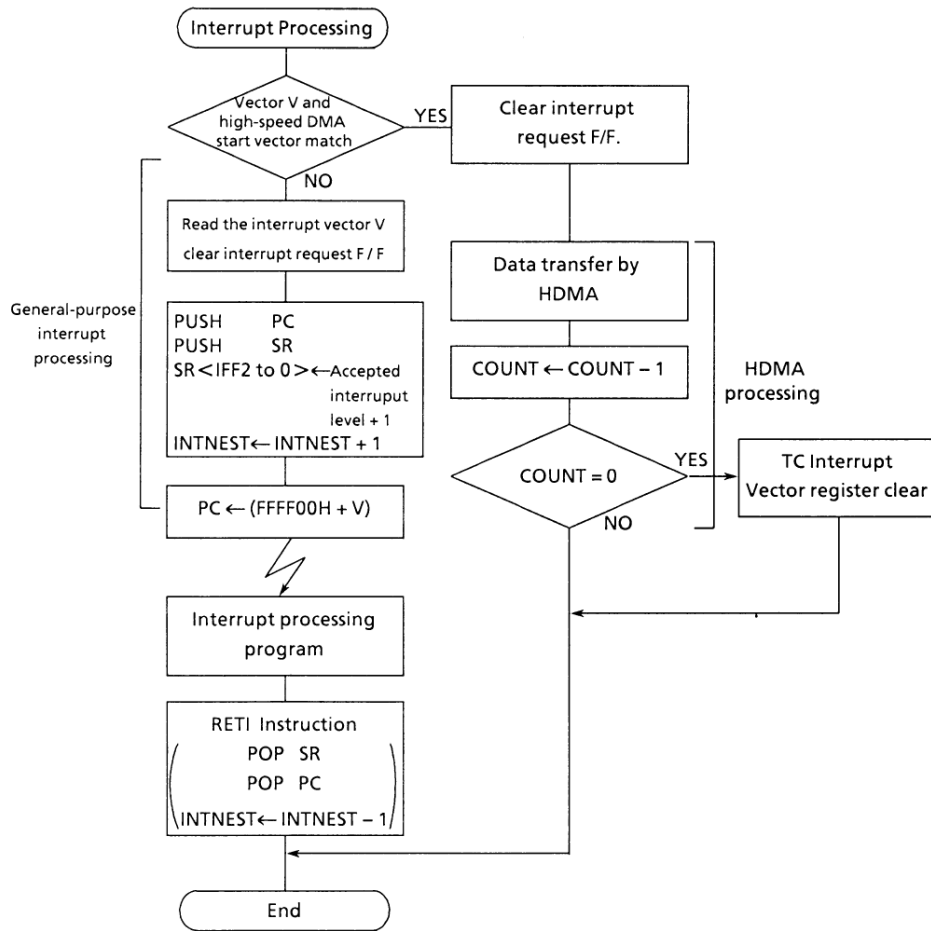 Interrupt Processing
Vector V and
high-speed DMA
start vector match
YES
NO
Clear interrupt
request F/F.
General-purpose
interrupt
processing
Read the interrupt vector V
clear interrupt request F / F
PUSH PC
PUSH SR
SR<IFF2 to 0>←Accepted
interruput
level + 1
INTNEST← INTNEST + 1
PC ← (FFFF00H + V)
Interrupt processing
program
RETI Instruction
POP SR
POP PC
INTNEST← INTNEST – 1
Data transfer by
HDMA
COUNT ← COUNT – 1
HDMA
processing
COUNT = 0
YES
NO
TC Interrupt
Vector register clear
End